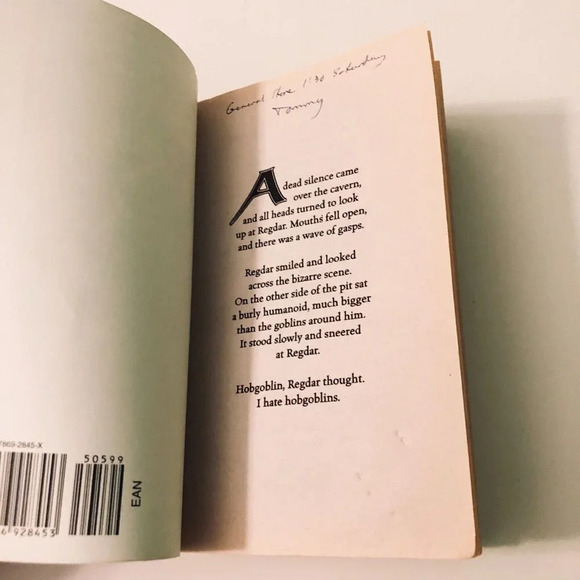 General Store 1:30 Saturday
Tommy
A dead silence came
over the cavern,
and all heads turned to look
up at Regdar. Mouths fell open,
and there was a wave of gasps.
Regdar smiled and looked
across the bizarre scene.
On the other side of the pit sat
a burly humanoid, much bigger
than the goblins around him.
It stood slowly and sneered
at Regdar.
Hobgoblin, Regdar thought.
I hate hobgoblins.
7869-2845-X
50599
6 928453
EAN